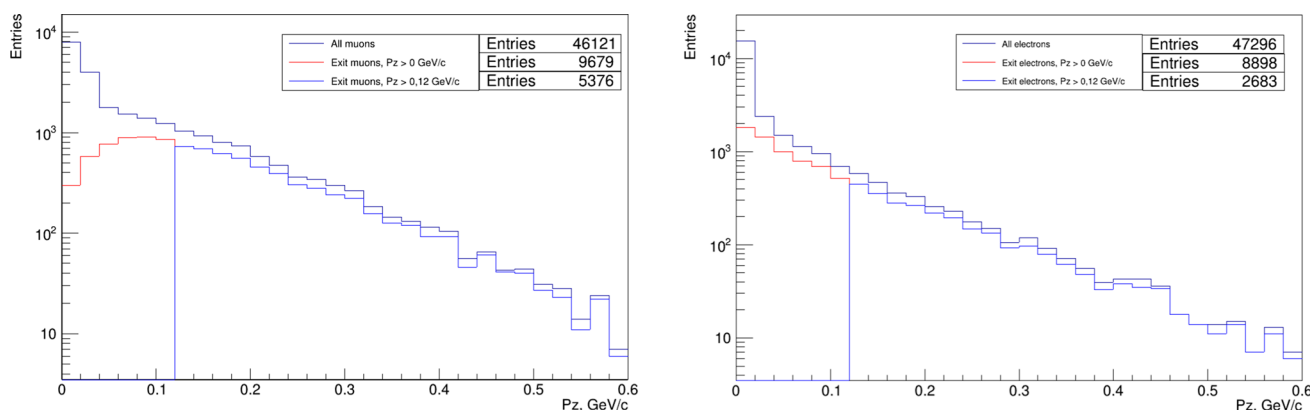 Entries
10⁴
10³
10²
10
All muons
Entries 46121
Exit muons, Pz > 0 GeV/c
Entries 9679
Exit muons, Pz > 0,12 GeV/c
Entries 5376
0 0.1 0.2 0.3 0.4 0.5 0.6
Pz, GeV/c
Entries
10⁴
10³
10²
10
All electrons
Entries 47296
Exit electrons, Pz > 0 GeV/c
Entries 8898
Exit electrons, Pz > 0,12 GeV/c
Entries 2683
0 0.1 0.2 0.3 0.4 0.5 0.6
Pz, GeV/c